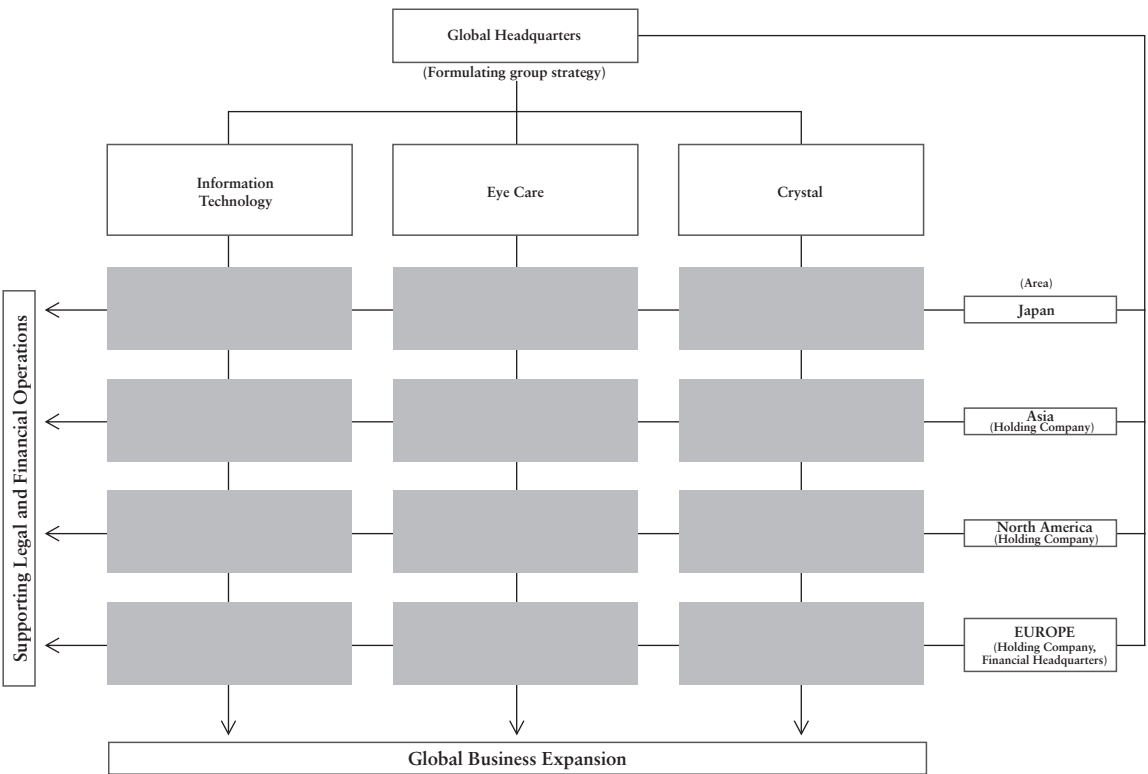 Global Headquarters
(Formulating group strategy)
Information
Technology
Eye Care
Crystal
(Area)
Japan
Asia
(Holding Company)
North America
(Holding Company)
EUROPE
(Holding Company,
Financial Headquarters)
Supporting Legal and Financial Operations
Global Business Expansion